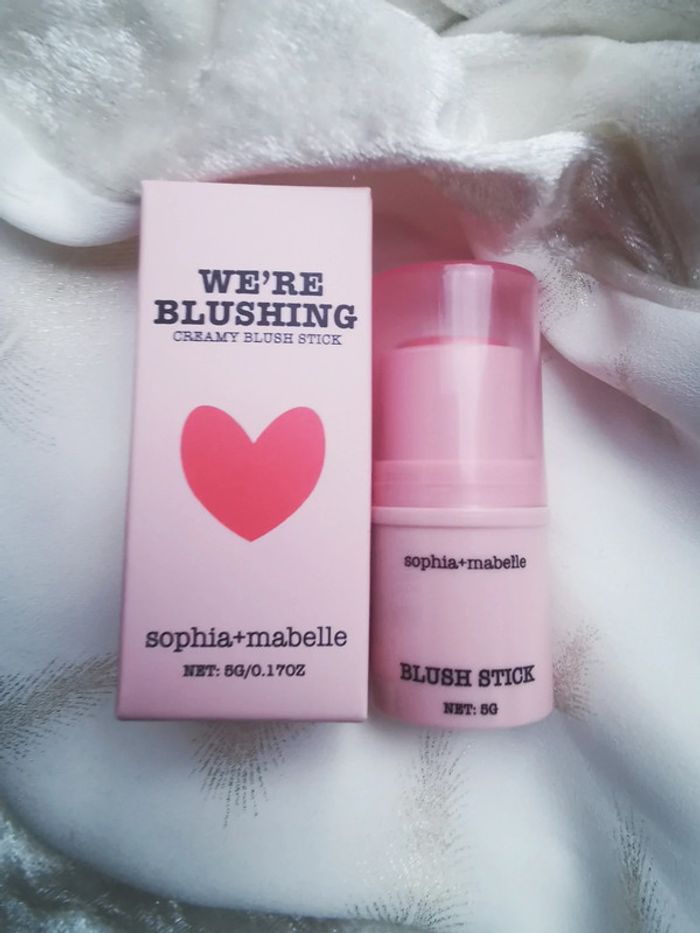 WE'RE
BLUSHING
CREAMY BLUSH STICK
sophia+mabelle
NET: 5G/0.17OZ
sophia+mabelle
BLUSH STICK
NET: 5G